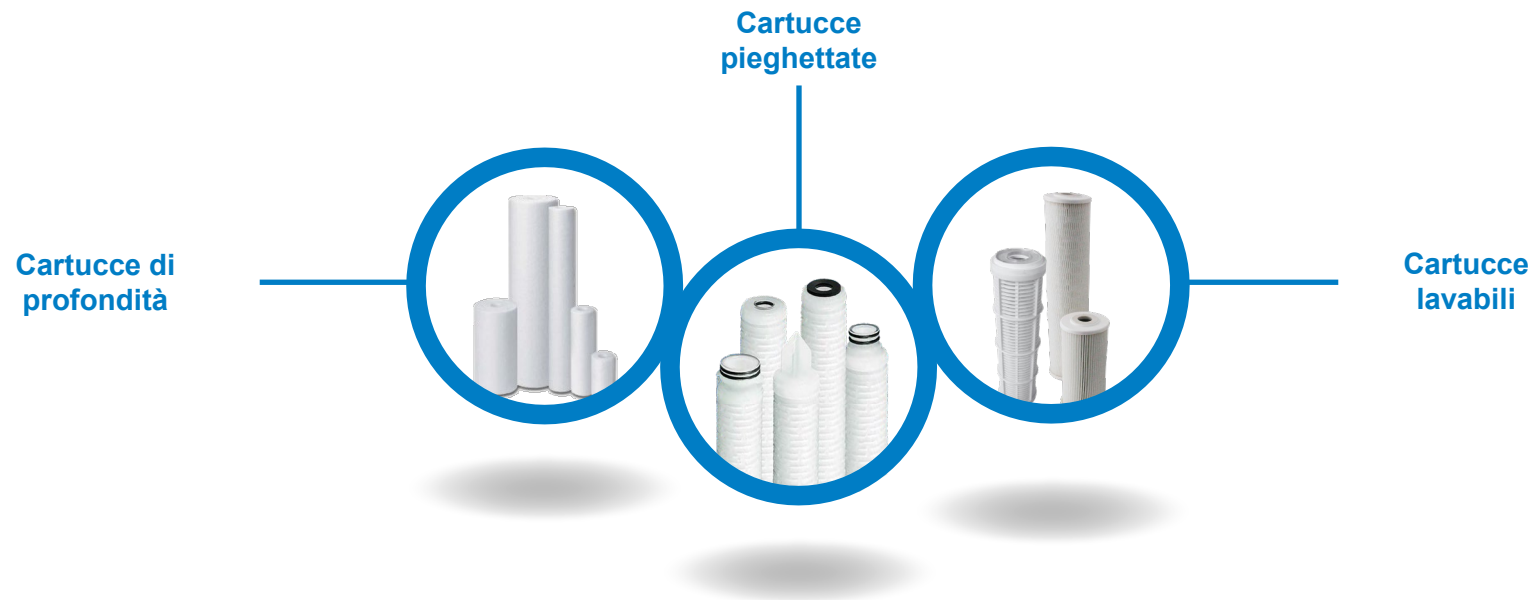 Cartucce
pieghettate
Cartucce di
profondità
Cartucce
lavabili